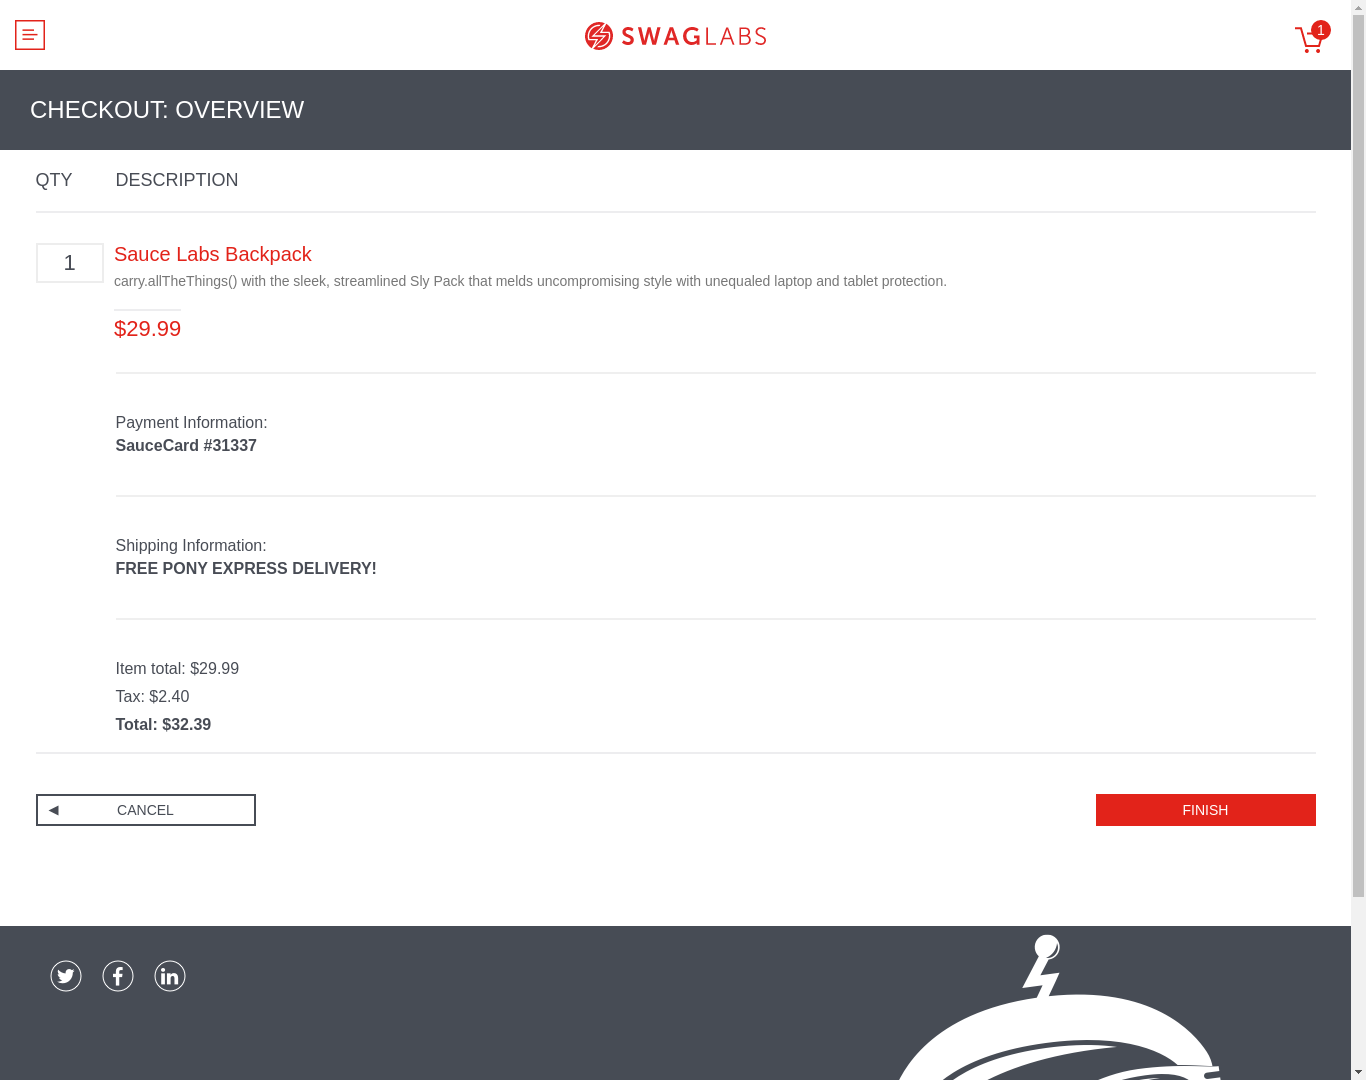 SWAGLABS
1
CHECKOUT: OVERVIEW
QTY DESCRIPTION
1
Sauce Labs Backpack
carry.allTheThings() with the sleek, streamlined Sly Pack that melds uncompromising style with unequaled laptop and tablet protection.
$29.99
Payment Information:
SauceCard #31337
Shipping Information:
FREE PONY EXPRESS DELIVERY!
Item total: $29.99
Tax: $2.40
Total: $32.39
CANCEL
FINISH